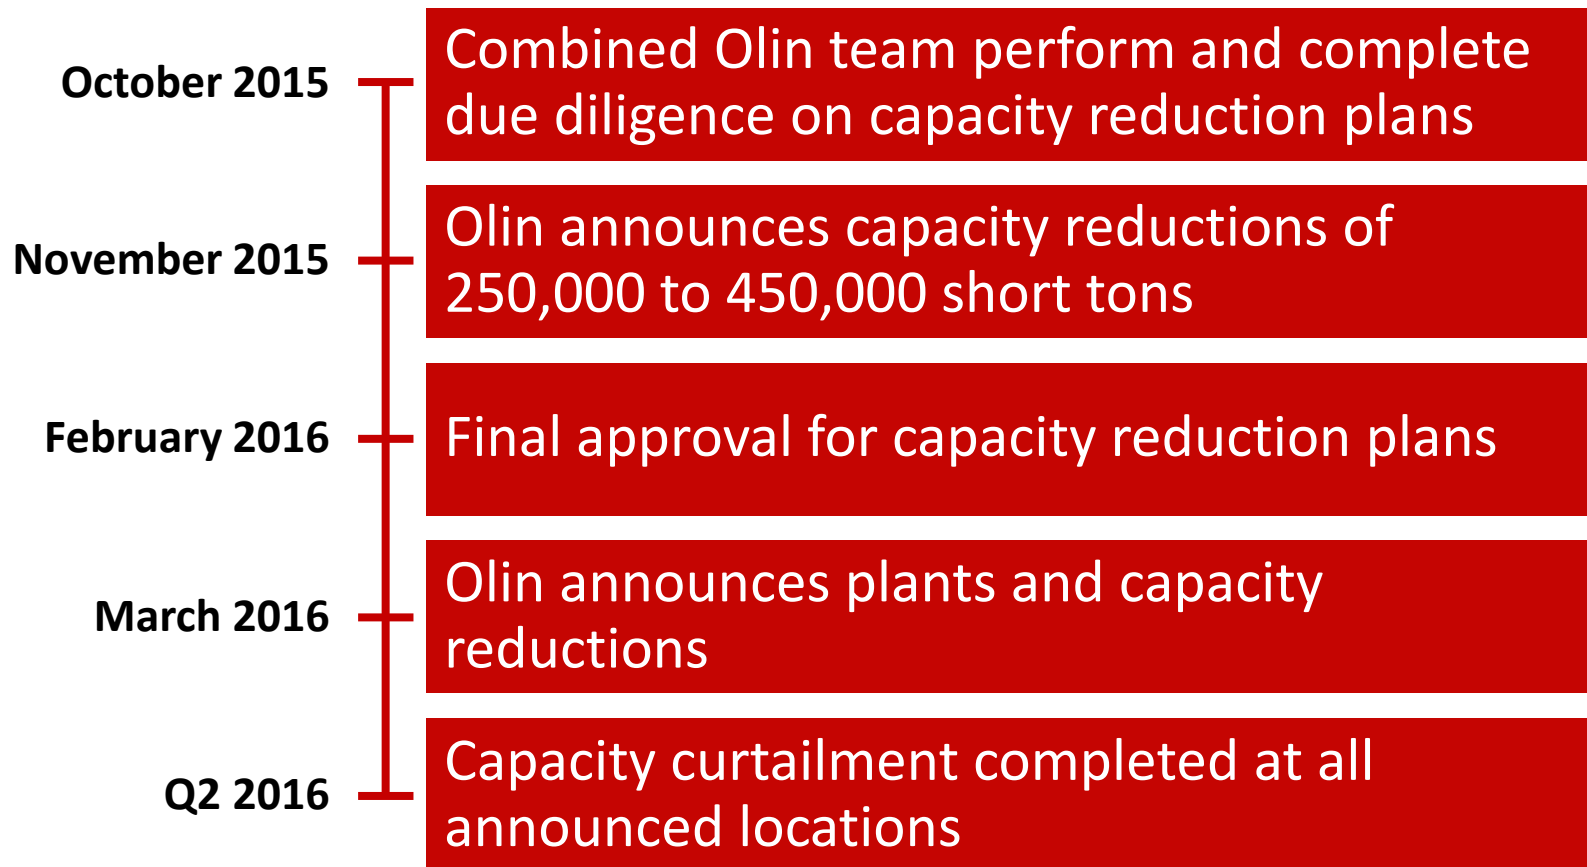 October 2015
Combined Olin team perform and complete
due diligence on capacity reduction plans
November 2015
Olin announces capacity reductions of
250,000 to 450,000 short tons
February 2016
Final approval for capacity reduction plans
March 2016
Olin announces plants and capacity
reductions
Q2 2016
Capacity curtailment completed at all
announced locations